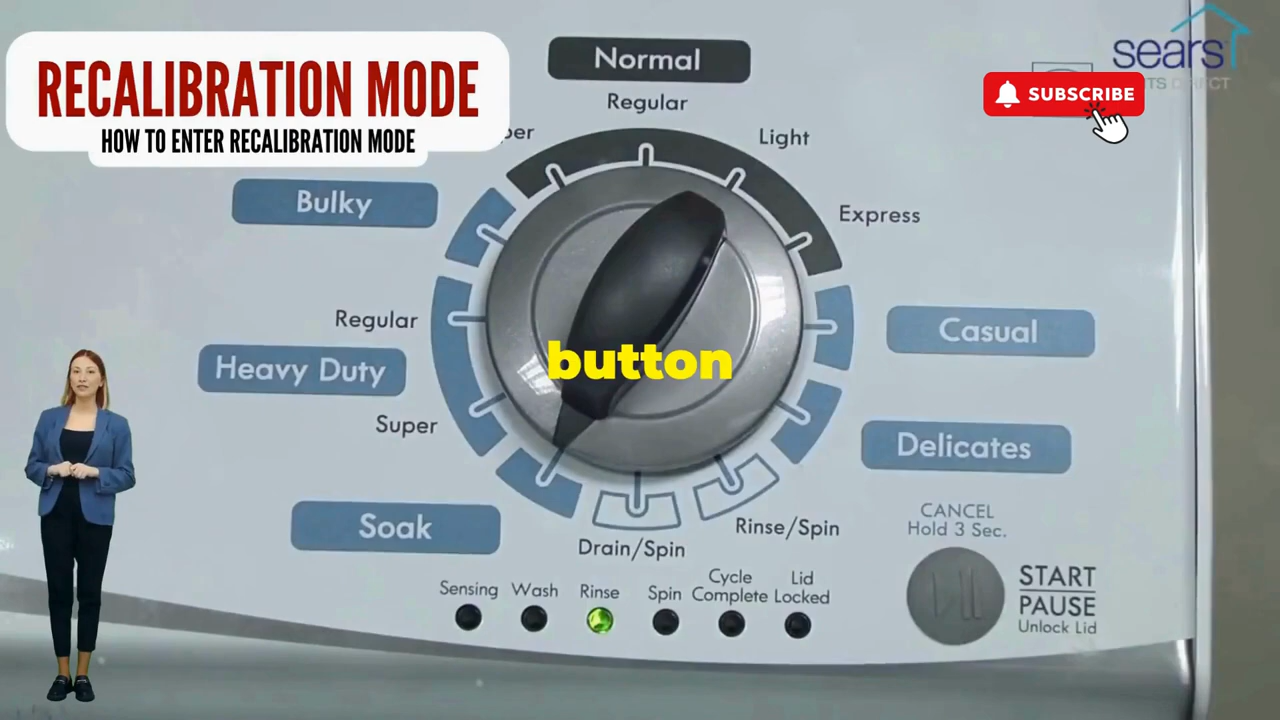 RECALIBRATION MODE
HOW TO ENTER RECALIBRATION MODE
sears
SUBSCRIBE
Normal
Regular
Light
Express
Bulky
Regular
Heavy Duty
Super
Soak
button
Casual
Delicates
Rinse/Spin
Drain/Spin
CANCEL
Hold 3 Sec.
START
PAUSE
Unlock Lid
Sensing
Wash
Rinse
Spin
Cycle
Complete
Lid
Locked